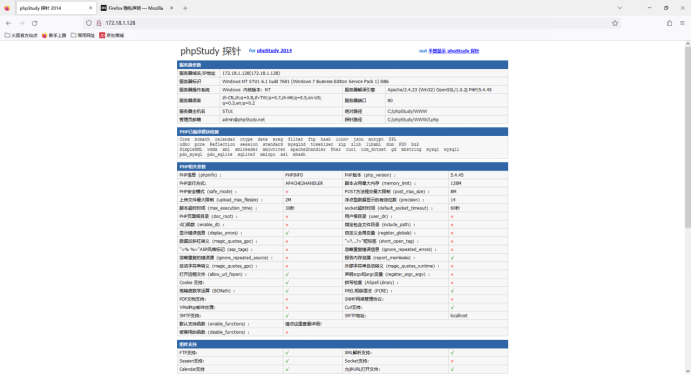 phpStudy 探针 2014
Firefox 隐私声明 — Mozilla
172.18.1.128
火狐官方站点 新手上路 常用网址 京东商城
phpStudy 探针 for phpStudy 2014
not 不想显示 phpStudy 探针
服务器参数
服务器域名/IP地址 172.18.1.128(172.18.1.128)
服务器标识 Windows NT STU1 6.1 build 7601 (Windows 7 Business Edition Service Pack 1) i586
服务器操作系统 Windows 内核版本：NT 服务器解译引擎 Apache/2.4.23 (Win32) OpenSSL/1.0.2j PHP/5.4.45
服务器语言 zh-CN,zh;q=0.8,zh-TW;q=0.7,zh-HK;q=0.5,en-US;q=0.3,en;q=0.2 服务器端口 80
服务器主机名 STU1 绝对路径 C:/phpStudy/WWW
管理员邮箱 admin@phpStudy.net 探针路径 C:/phpStudy/WWW/l.php
PHP已编译模块检测
Core bcmath calendar ctype date ereg filter ftp hash iconv json mcrypt SPL
odbc pcre Reflection session standard mysqlnd tokenizer zip zlib libxml dom PDO bz2
SimpleXML wddx xml xmlreader xmlwriter apache2handler Phar curl com_dotnet gd mbstring mysql mysqli
pdo_mysql pdo_sqlite sqlite3 xmlrpc xsl mhash
PHP相关参数
PHP信息（phpinfo）： PHPINFO PHP版本（php_version）： 5.4.45
PHP运行方式： APACHE2HANDLER 脚本占用最大内存（memory_limit）： 128M
PHP安全模式（safe_mode）： × POST方法提交最大限制（post_max_size）： 8M
上传文件最大限制（upload_max_filesize）： 2M 浮点型数据显示的有效位数（precision）： 14
脚本超时时间（max_execution_time）： 30秒 socket超时时间（default_socket_timeout）： 60秒
PHP页面根目录（doc_root）： × 用户根目录（user_dir）： ×
dl()函数（enable_dl）： × 指定包含文件目录（include_path）： ×
显示错误信息（display_errors）： √ 自定义全局变量（register_globals）： ×
数据反斜杠转义（magic_quotes_gpc）： × "<?...?>"短标签（short_open_tag）： ×
"<% %>"ASP风格标记（asp_tags）： × 忽略重复错误信息（ignore_repeated_errors）： ×
忽略重复的错误源（ignore_repeated_source）： × 报告内存泄漏（report_memleaks）： √
自动字符串转义（magic_quotes_gpc）： × 外部字符串自动转义（magic_quotes_runtime）： ×
打开远程文件（allow_url_fopen）： √ 声明argv和argc变量（register_argc_argv）： ×
Cookie 支持： √ 拼写检查（ASpell Library）： ×
高精度数学运算（BCMath）： √ PREL相容语法（PCRE）： √
PDF文档支持： × SNMP网络管理协议： ×
VMailMgr邮件处理： × Curl支持： √
SMTP支持： √ SMTP地址： localhost
默认支持函数（enable_functions）： 请点这里查看详细！
被禁用的函数（disable_functions）： ×
组件支持
FTP支持： √ XML解析支持： √
Session支持： √ Socket支持： ×
Calendar支持 √ 允许URL打开文件： √